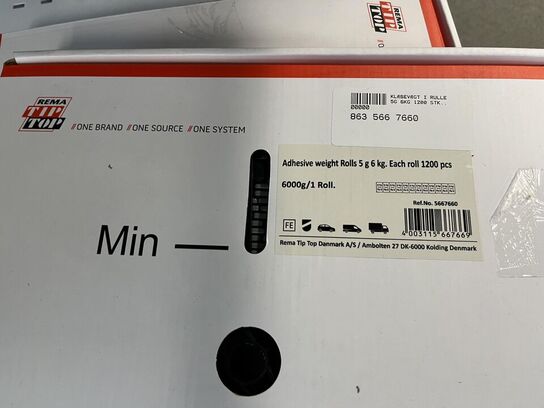 REMA
TIP
TOP
REMA
TIP
TOP
//ONE BRAND //ONE SOURCE //ONE SYSTEM
KLÆBEVÆGT I RULLE
5G 6KG 1200 STK..
00000
863 566 7660
Adhesive weight Rolls 5 g 6 kg. Each roll 1200 pcs
6000g/1 Roll.
Ref.No. 5667660
FE
4 003115 667669
Rema Tip Top Danmark A/S / Ambolten 27 DK-6000 Kolding Denmark
Min